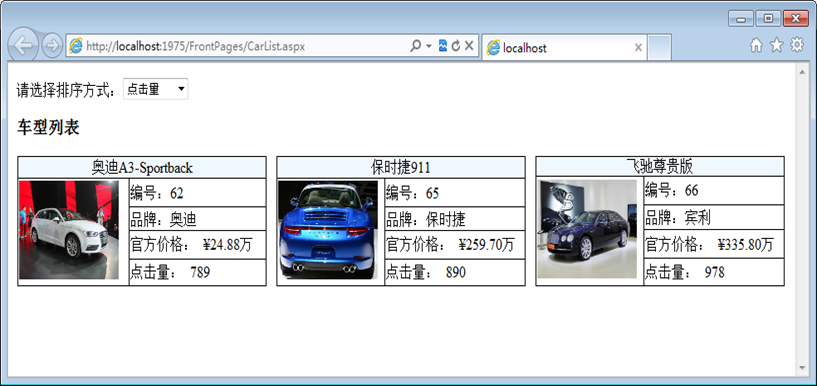 http://localhost:1975/FrontPages/CarList.aspx
localhost
请选择排序方式： 点击量
车型列表
奥迪A3-Sportback
编号：62
品牌：奥迪
官方价格： ¥24.88万
点击量： 789
保时捷911
编号：65
品牌：保时捷
官方价格： ¥259.70万
点击量： 890
飞驰尊贵版
编号：66
品牌：宾利
官方价格： ¥335.80万
点击量： 978